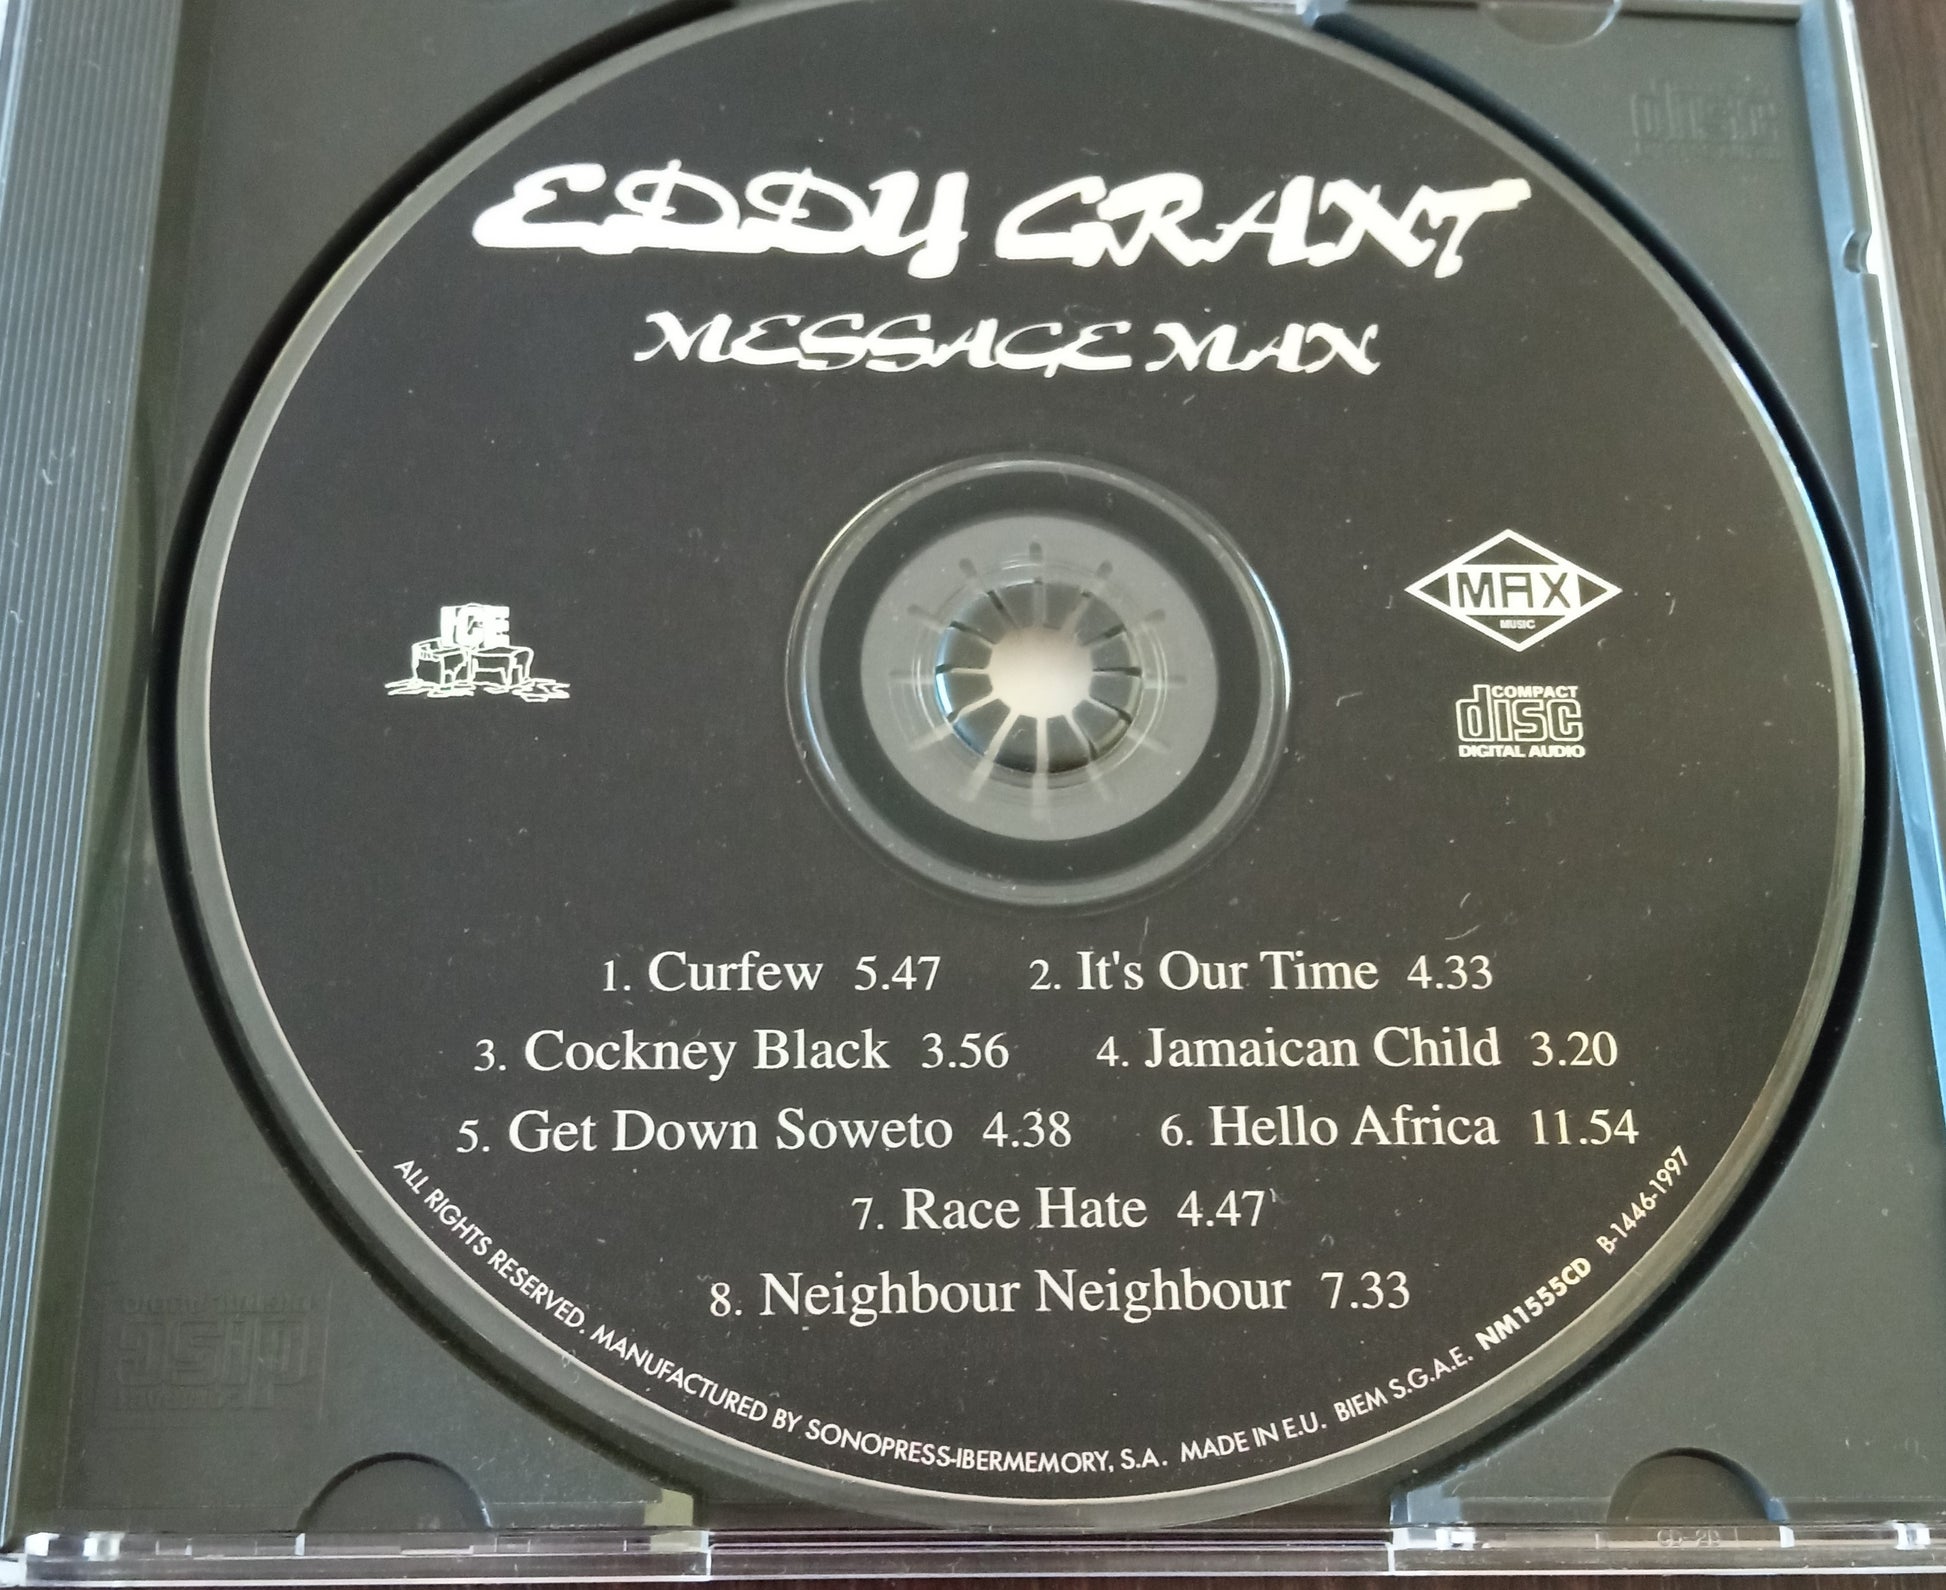 EDDY GRANT
MESSAGE MAN
ICE
MAX
MUSIC
COMPACT
disc
DIGITAL AUDIO
1. Curfew 5.47 2. It's Our Time 4.33
3. Cockney Black 3.56 4. Jamaican Child 3.20
5. Get Down Soweto 4.38 6. Hello Africa 11.54
7. Race Hate 4.47
8. Neighbour Neighbour 7.33
ALL RIGHTS RESERVED. MANUFACTURED BY SONOPRESS-IBERMEMORY, S.A. MADE IN E.U. BIEM S.G.A.E. NM1555CD B-1446-1997
disc